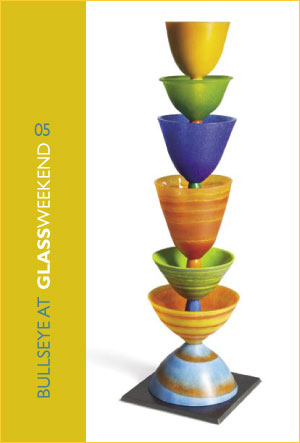 BULLSEYE AT GLASSWEEKEND 05